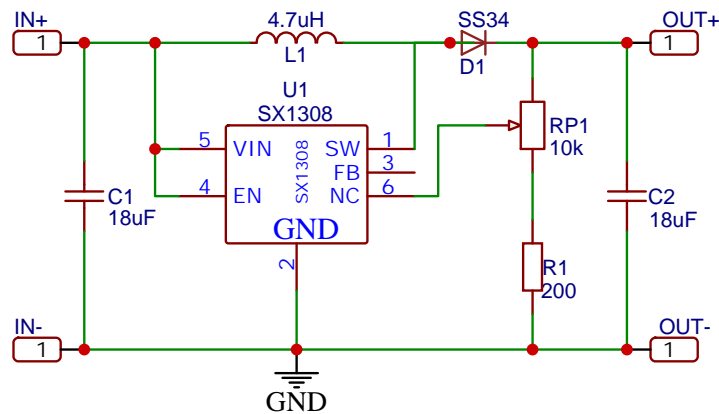 IN+
1
4.7uH
L1
SS34
D1
OUT+
1
U1
SX1308
5
VIN
SX1308
SW
1
FB
3
4
EN
NC
6
GND
2
RP1
10k
C1
18uF
C2
18uF
R1
200
IN-
1
OUT-
1
GND